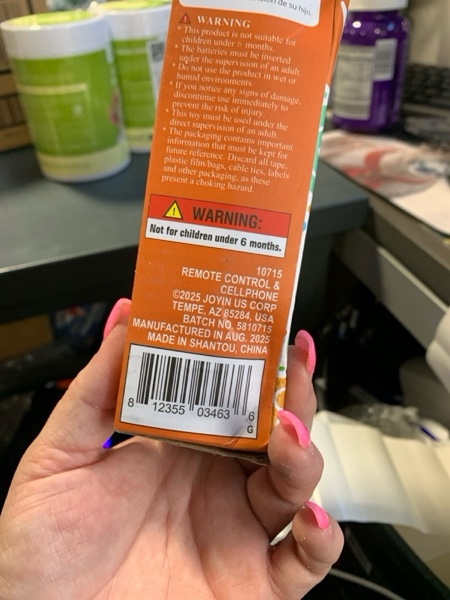 de su hijo.
WARNING
* This product is not suitable for
children under 6 months.
* The batteries must be inserted
under the supervision of an adult.
* Do not use the product in wet or
humid environments.
* If you notice any signs of damage,
discontinue use immediately to
prevent the risk of injury.
* This toy must be used under the
direct supervision of an adult.
* The packaging contains important
information that must be kept for
future reference. Discard all tape,
plastic film/bags, cable ties, labels
and other packaging, as these
present a choking hazard.
WARNING:
Not for children under 6 months.
10715
REMOTE CONTROL &
CELLPHONE
©2025 JOYIN US CORP
TEMPE, AZ 85284, USA
BATCH NO. 5810715
MANUFACTURED IN AUG. 2025
MADE IN SHANTOU, CHINA
8 12355 03463 6
G